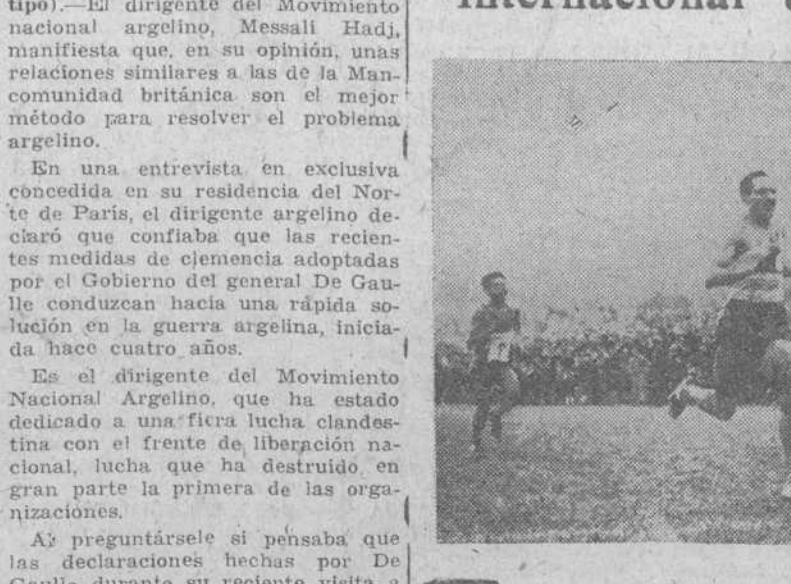 tipo).—El dirigente del Movimiento
nacional argelino, Messali Hadj,
manifiesta que, en su opinión, unas
relaciones similares a las de la Man-
comunidad británica son el mejor
método para resolver el problema
argelino.
En una entrevista en exclusiva
concedida en su residencia del Nor-
te de París, el dirigente argelino de-
claró que confiaba que las recien-
tes medidas de clemencia adoptadas
por el Gobierno del general De Gau-
lle conduzcan hacia una rápida so-
lución en la guerra argelina, inicia-
da hace cuatro años.
Es el dirigente del Movimiento
Nacional Argelino, que ha estado
dedicado a una fiera lucha clandes-
tina con el frente de liberación na-
cional, lucha que ha destruido en
gran parte la primera de las orga-
nizaciones.
Al preguntársele si pensaba que
las declaraciones hechas por De
Gaulle durante su reciente visita a
Internacional